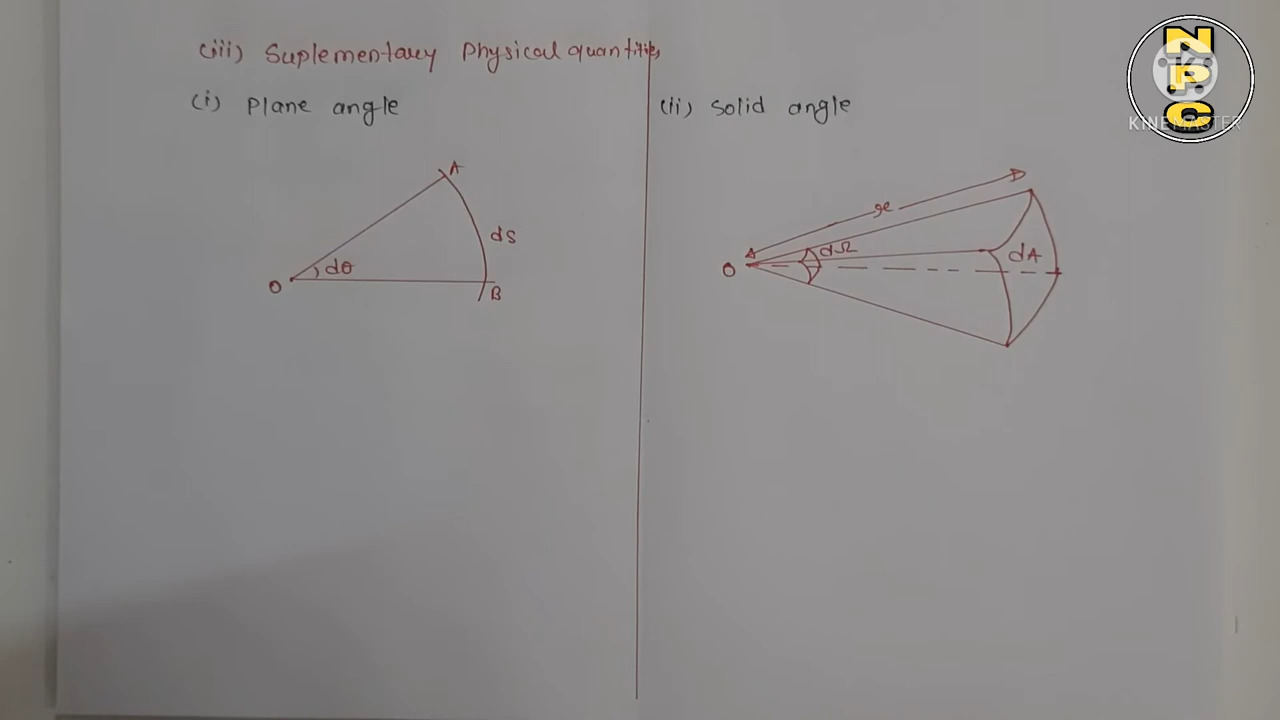 (iii) Suplementary Physical quantities
(i) Plane angle
(ii) Solid angle
A
ds
dθ
O
B
r
dΩ
dA
O
NPC
KINEMASTER